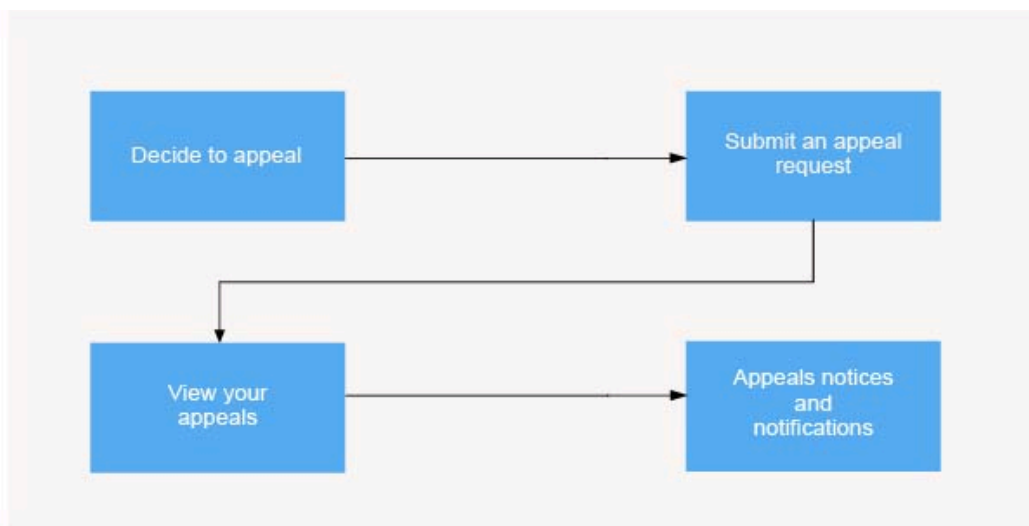 Decide to appeal
Submit an appeal
request
View your
appeals
Appeals notices
and
notifications